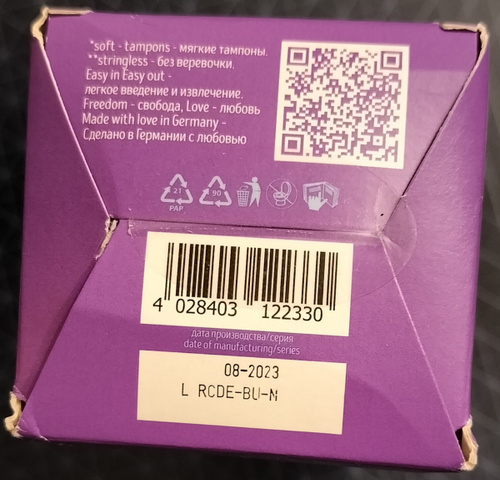 *soft - tampons - мягкие тампоны.
**stringless - без веревочки.
Easy in Easy out -
легкое введение и извлечение.
Freedom - свобода, Love - любовь
Made with love in Germany -
Сделано в Германии с любовью
21
PAP
90
4 028403 122330
дата производства/серия
date of manufacturing/series
08-2023
L RCDE-BU-N